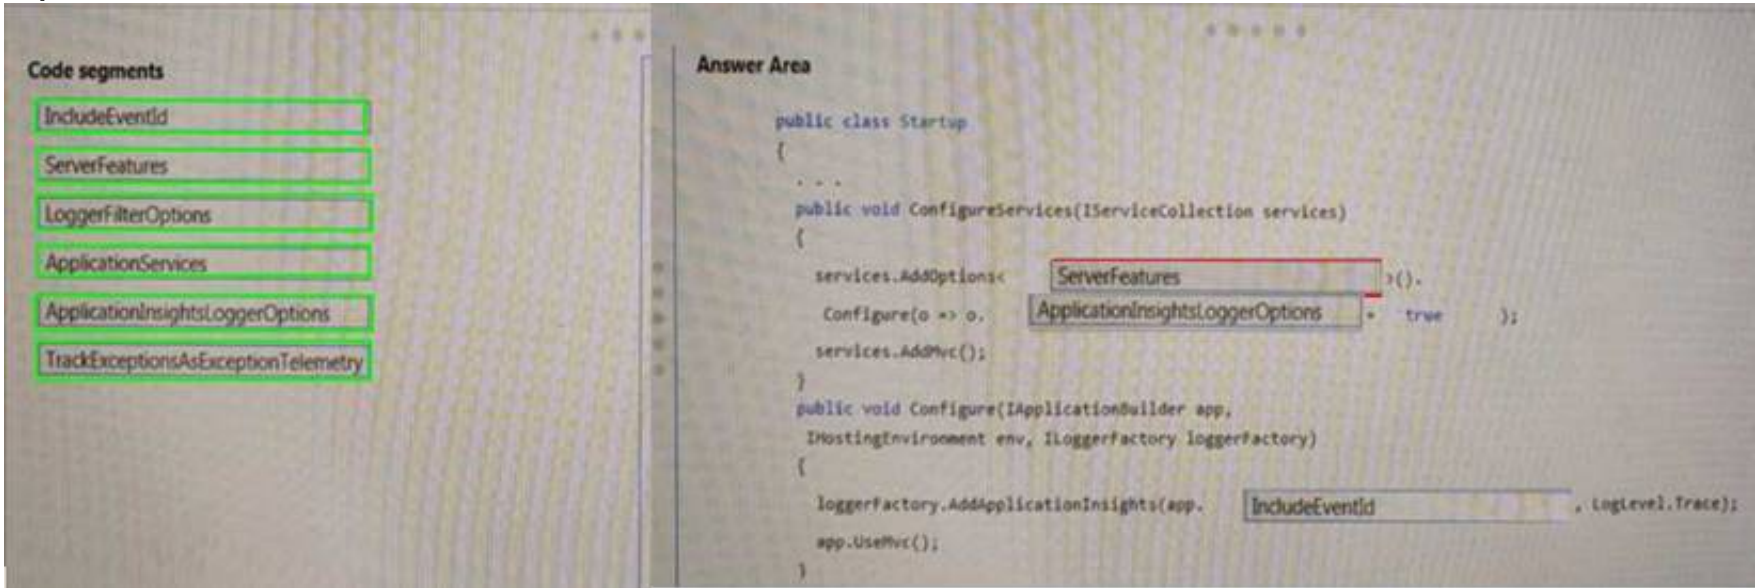 Code segments
IncludeEventId
ServerFeatures
LoggerFilterOptions
ApplicationServices
ApplicationInsightsLoggerOptions
TrackExceptionsAsExceptionTelemetry
Answer Area
public class Startup
{
. . .
public void ConfigureServices(IServiceCollection services)
{
services.AddOptions< ServerFeatures >().
Configure(o => o. ApplicationInsightsLoggerOptions = true );
services.AddMvc();
}
public void Configure(IApplicationBuilder app,
IHostingEnvironment env, ILoggerFactory loggerFactory)
{
loggerFactory.AddApplicationInsights(app. IncludeEventId , LogLevel.Trace);
app.UseMvc();
}